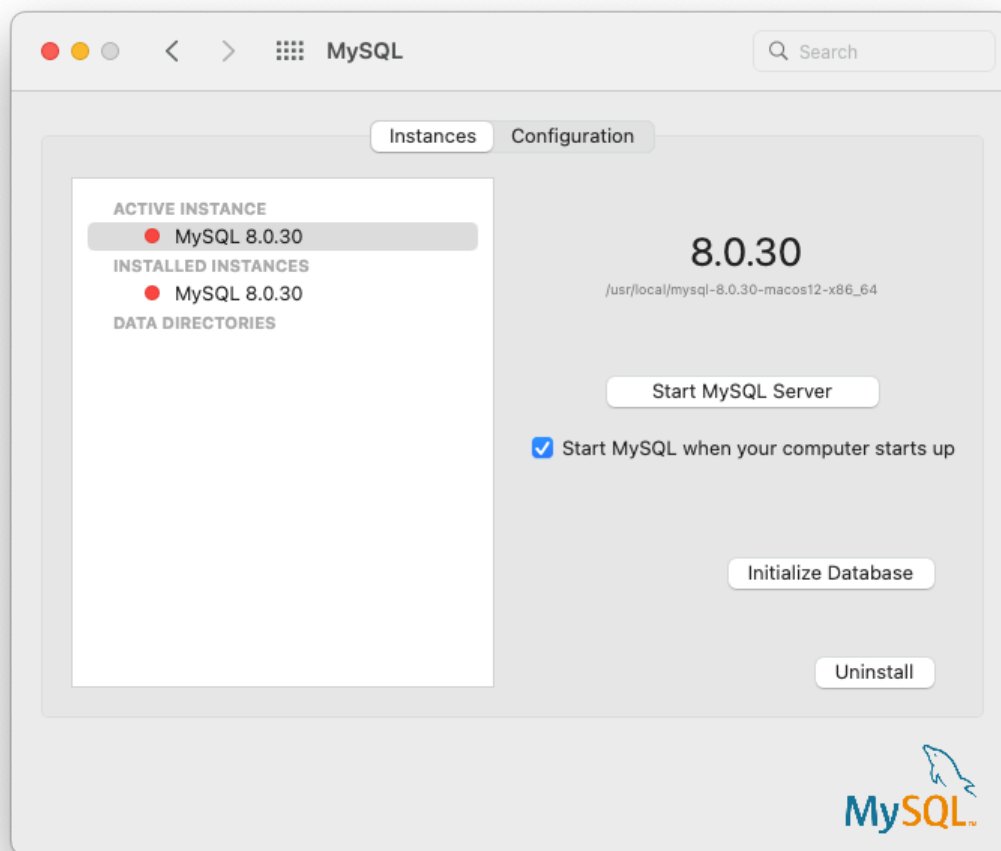 MySQL
Search
Instances
Configuration
ACTIVE INSTANCE
MySQL 8.0.30
INSTALLED INSTANCES
MySQL 8.0.30
DATA DIRECTORIES
8.0.30
/usr/local/mysql-8.0.30-macos12-x86_64
Start MySQL Server
Start MySQL when your computer starts up
Initialize Database
Uninstall
MySQL™